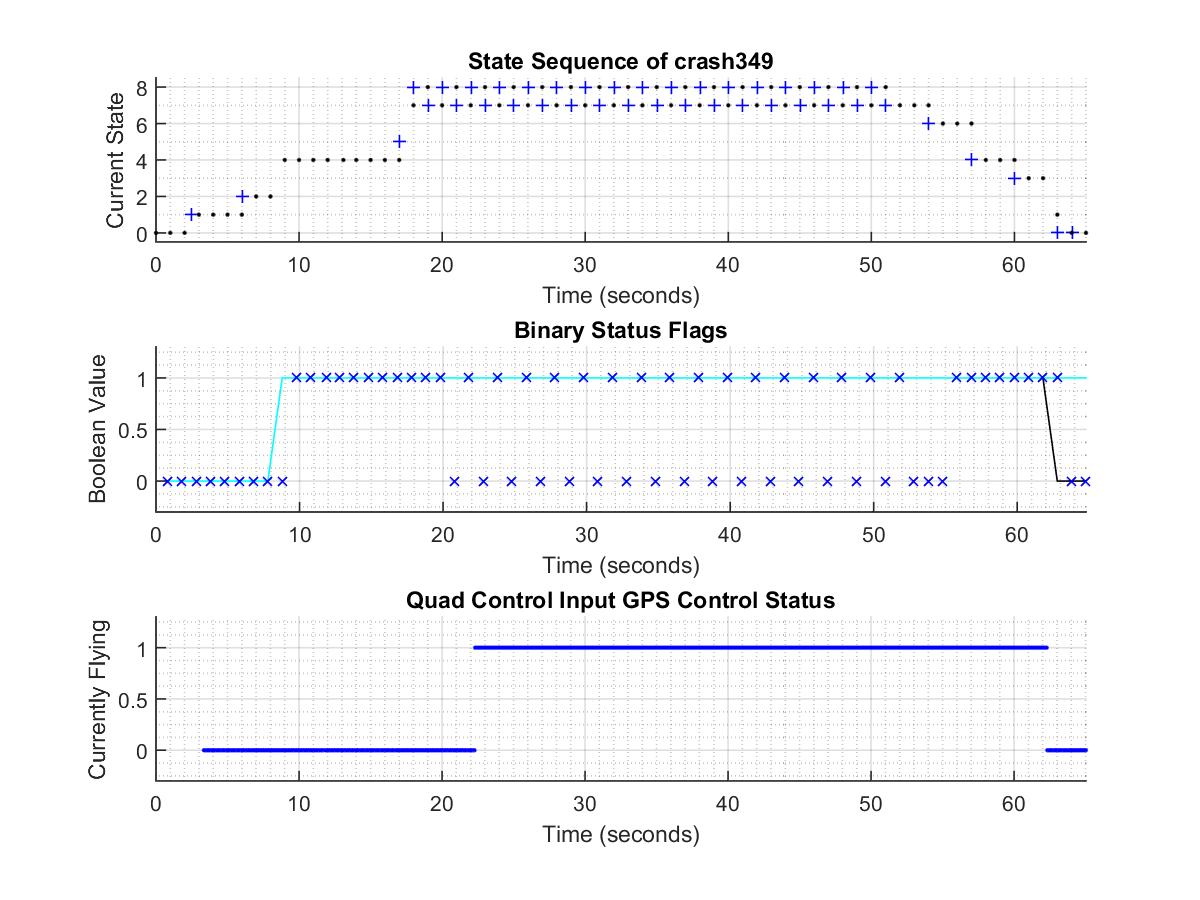 State Sequence of crash349
Current State
8
6
4
2
0
0 10 20 30 40 50 60
Time (seconds)
Binary Status Flags
Boolean Value
1
0.5
0
0 10 20 30 40 50 60
Time (seconds)
Quad Control Input GPS Control Status
Currently Flying
1
0.5
0
0 10 20 30 40 50 60
Time (seconds)